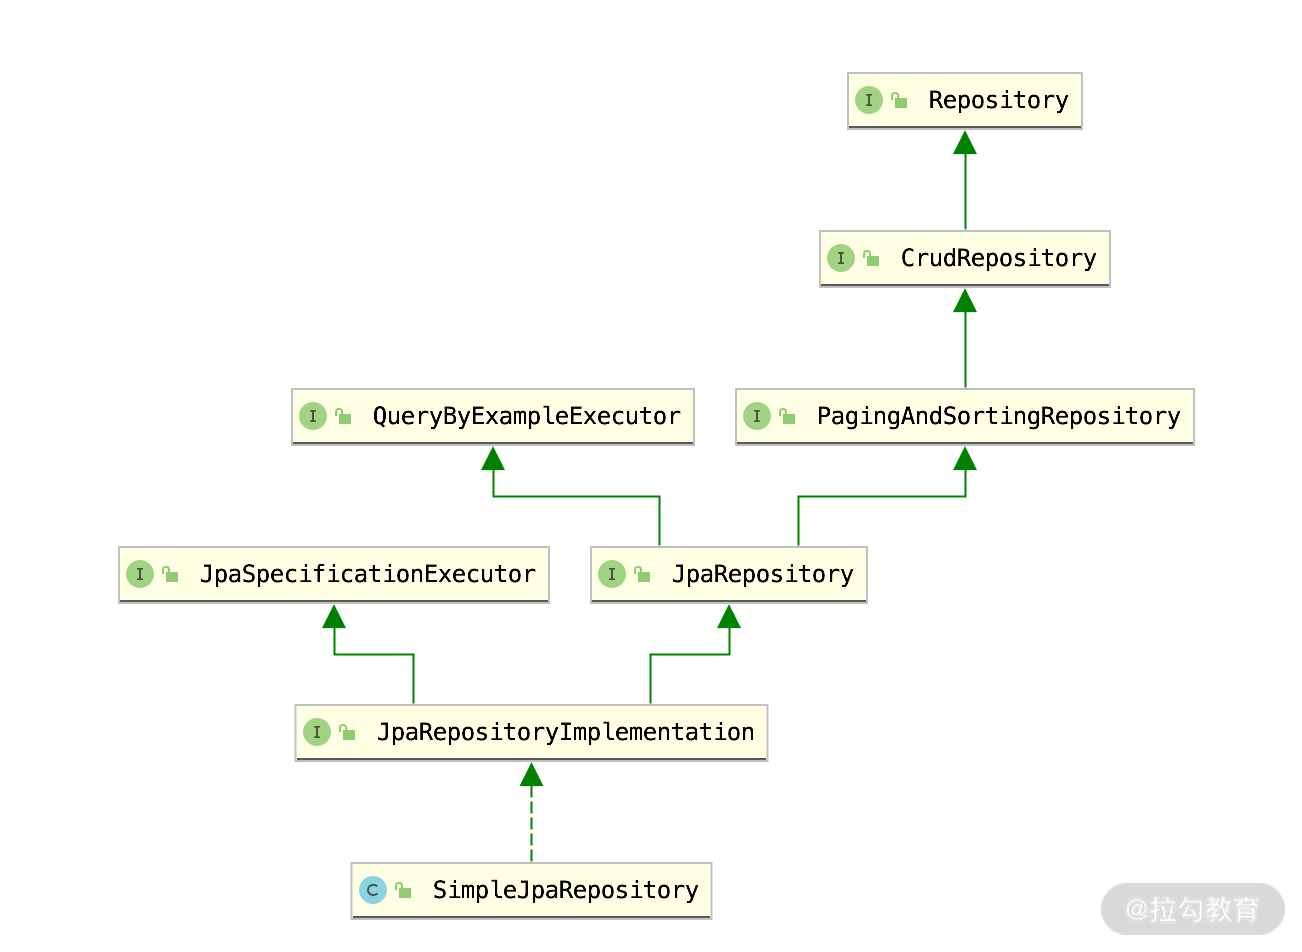 I Repository
I CrudRepository
I QueryByExampleExecutor
I PagingAndSortingRepository
I JpaSpecificationExecutor
I JpaRepository
I JpaRepositoryImplementation
C SimpleJpaRepository
@拉勾教育